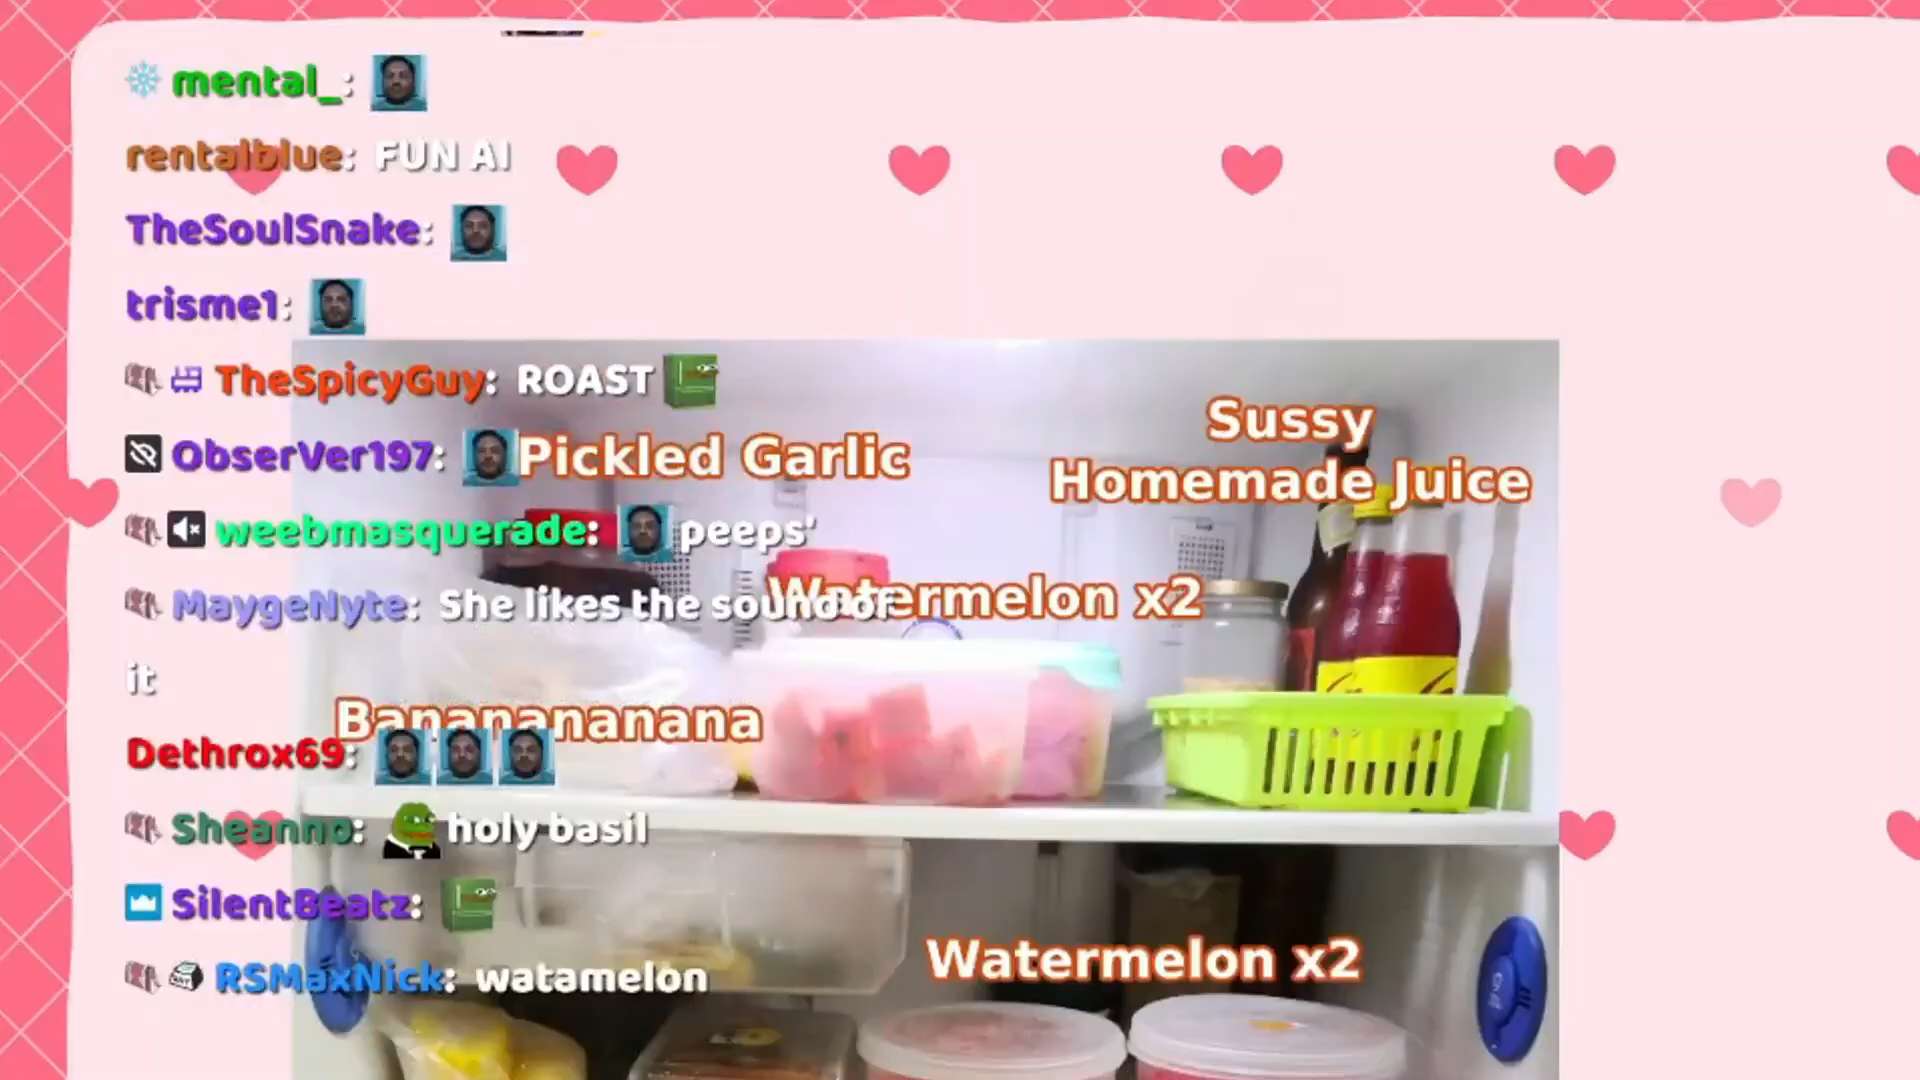 mental_:
rentalblue: FUN AI
TheSoulSnake:
trisme1:
TheSpicyGuy: ROAST
ObserVer197:
weebmasquerade: peeps'
MaygeNyte: She likes the sound of
it
Dethrox69:
Sheanno: holy basil
SilentBeatz:
RSMaxNick: watamelon
Pickled Garlic
Sussy
Homemade Juice
Watermelon x2
Banananananana
Watermelon x2